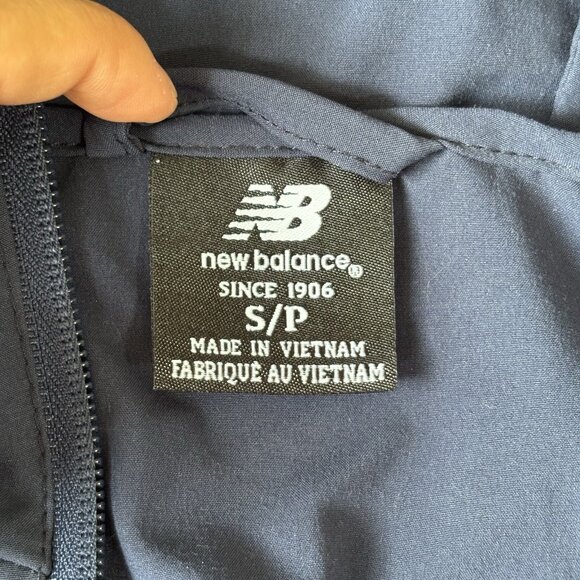 NB
new balance®
SINCE 1906
S/P
MADE IN VIETNAM
FABRIQUÉ AU VIETNAM